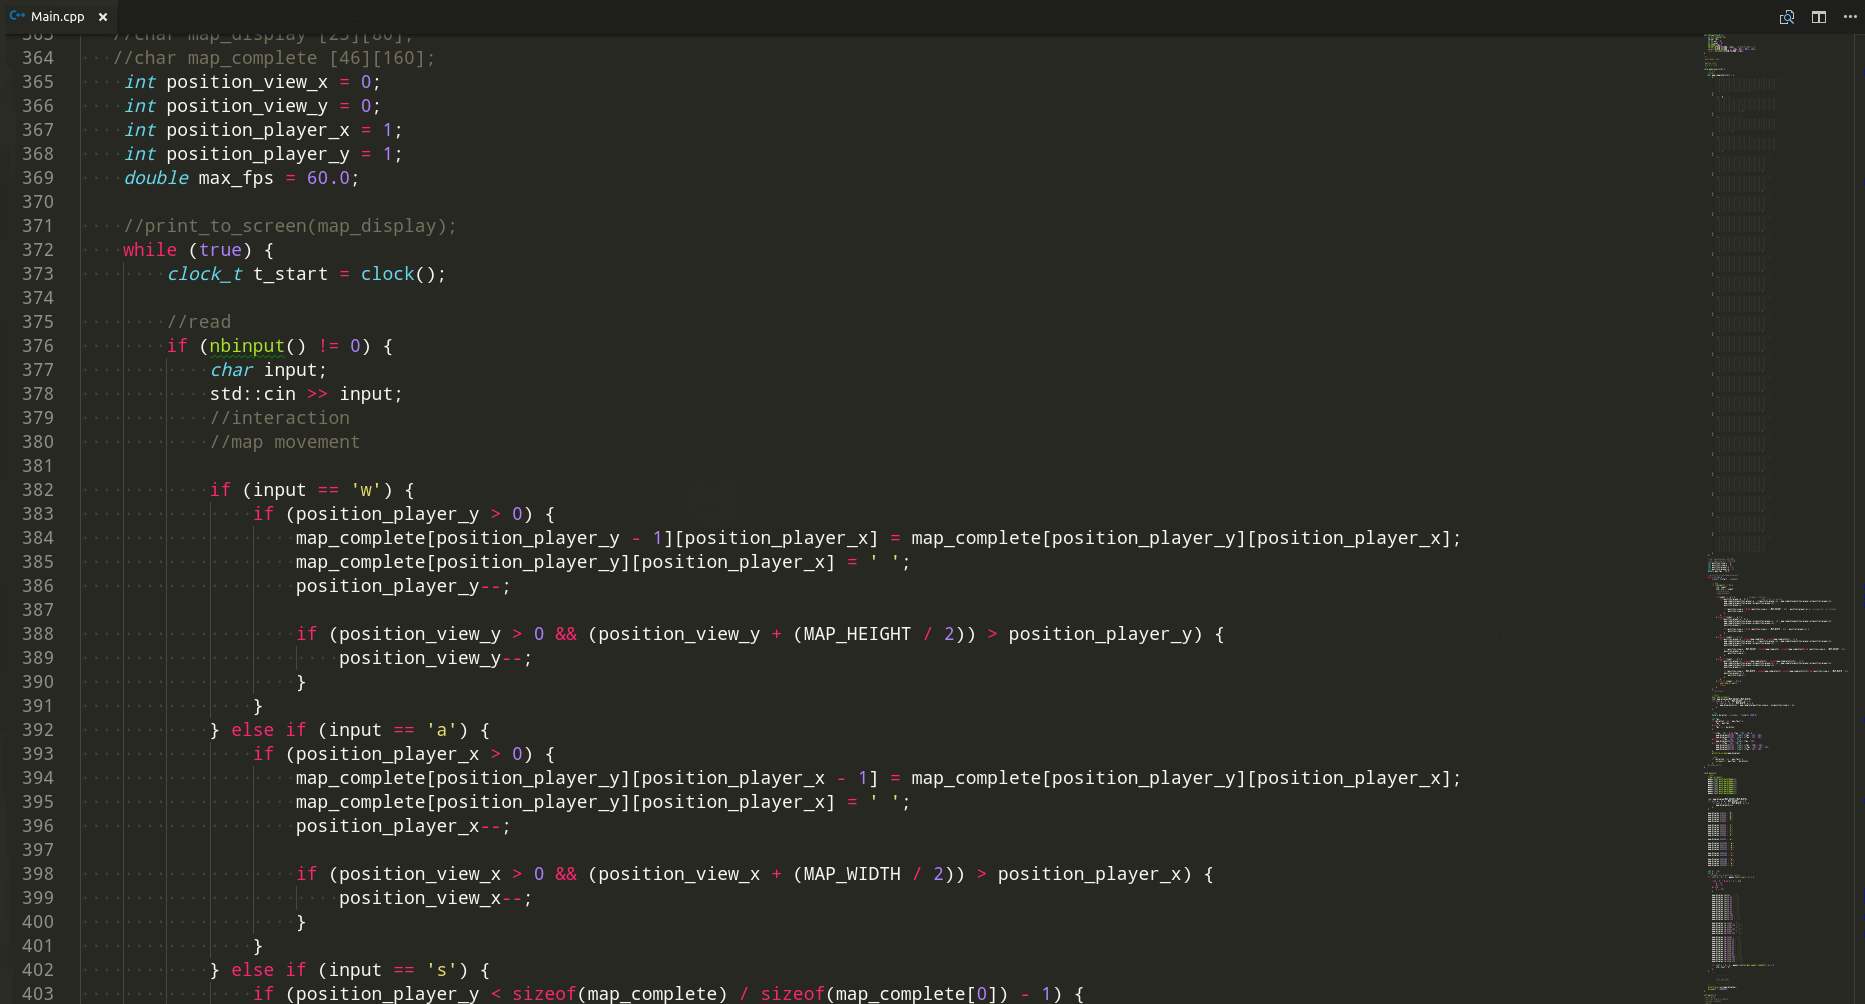 C++ Main.cpp ×
363 //char map_display [25][80];
364 //char map_complete [46][160];
365 int position_view_x = 0;
366 int position_view_y = 0;
367 int position_player_x = 1;
368 int position_player_y = 1;
369 double max_fps = 60.0;
370
371 //print_to_screen(map_display);
372 while (true) {
373 clock_t t_start = clock();
374
375 //read
376 if (nbinput() != 0) {
377 char input;
378 std::cin >> input;
379 //interaction
380 //map movement
381
382 if (input == 'w') {
383 if (position_player_y > 0) {
384 map_complete[position_player_y - 1][position_player_x] = map_complete[position_player_y][position_player_x];
385 map_complete[position_player_y][position_player_x] = ' ';
386 position_player_y--;
387
388 if (position_view_y > 0 && (position_view_y + (MAP_HEIGHT / 2)) > position_player_y) {
389 position_view_y--;
390 }
391 }
392 } else if (input == 'a') {
393 if (position_player_x > 0) {
394 map_complete[position_player_y][position_player_x - 1] = map_complete[position_player_y][position_player_x];
395 map_complete[position_player_y][position_player_x] = ' ';
396 position_player_x--;
397
398 if (position_view_x > 0 && (position_view_x + (MAP_WIDTH / 2)) > position_player_x) {
399 position_view_x--;
400 }
401 }
402 } else if (input == 's') {
403 if (position_player_y < sizeof(map_complete) / sizeof(map_complete[0]) - 1) {